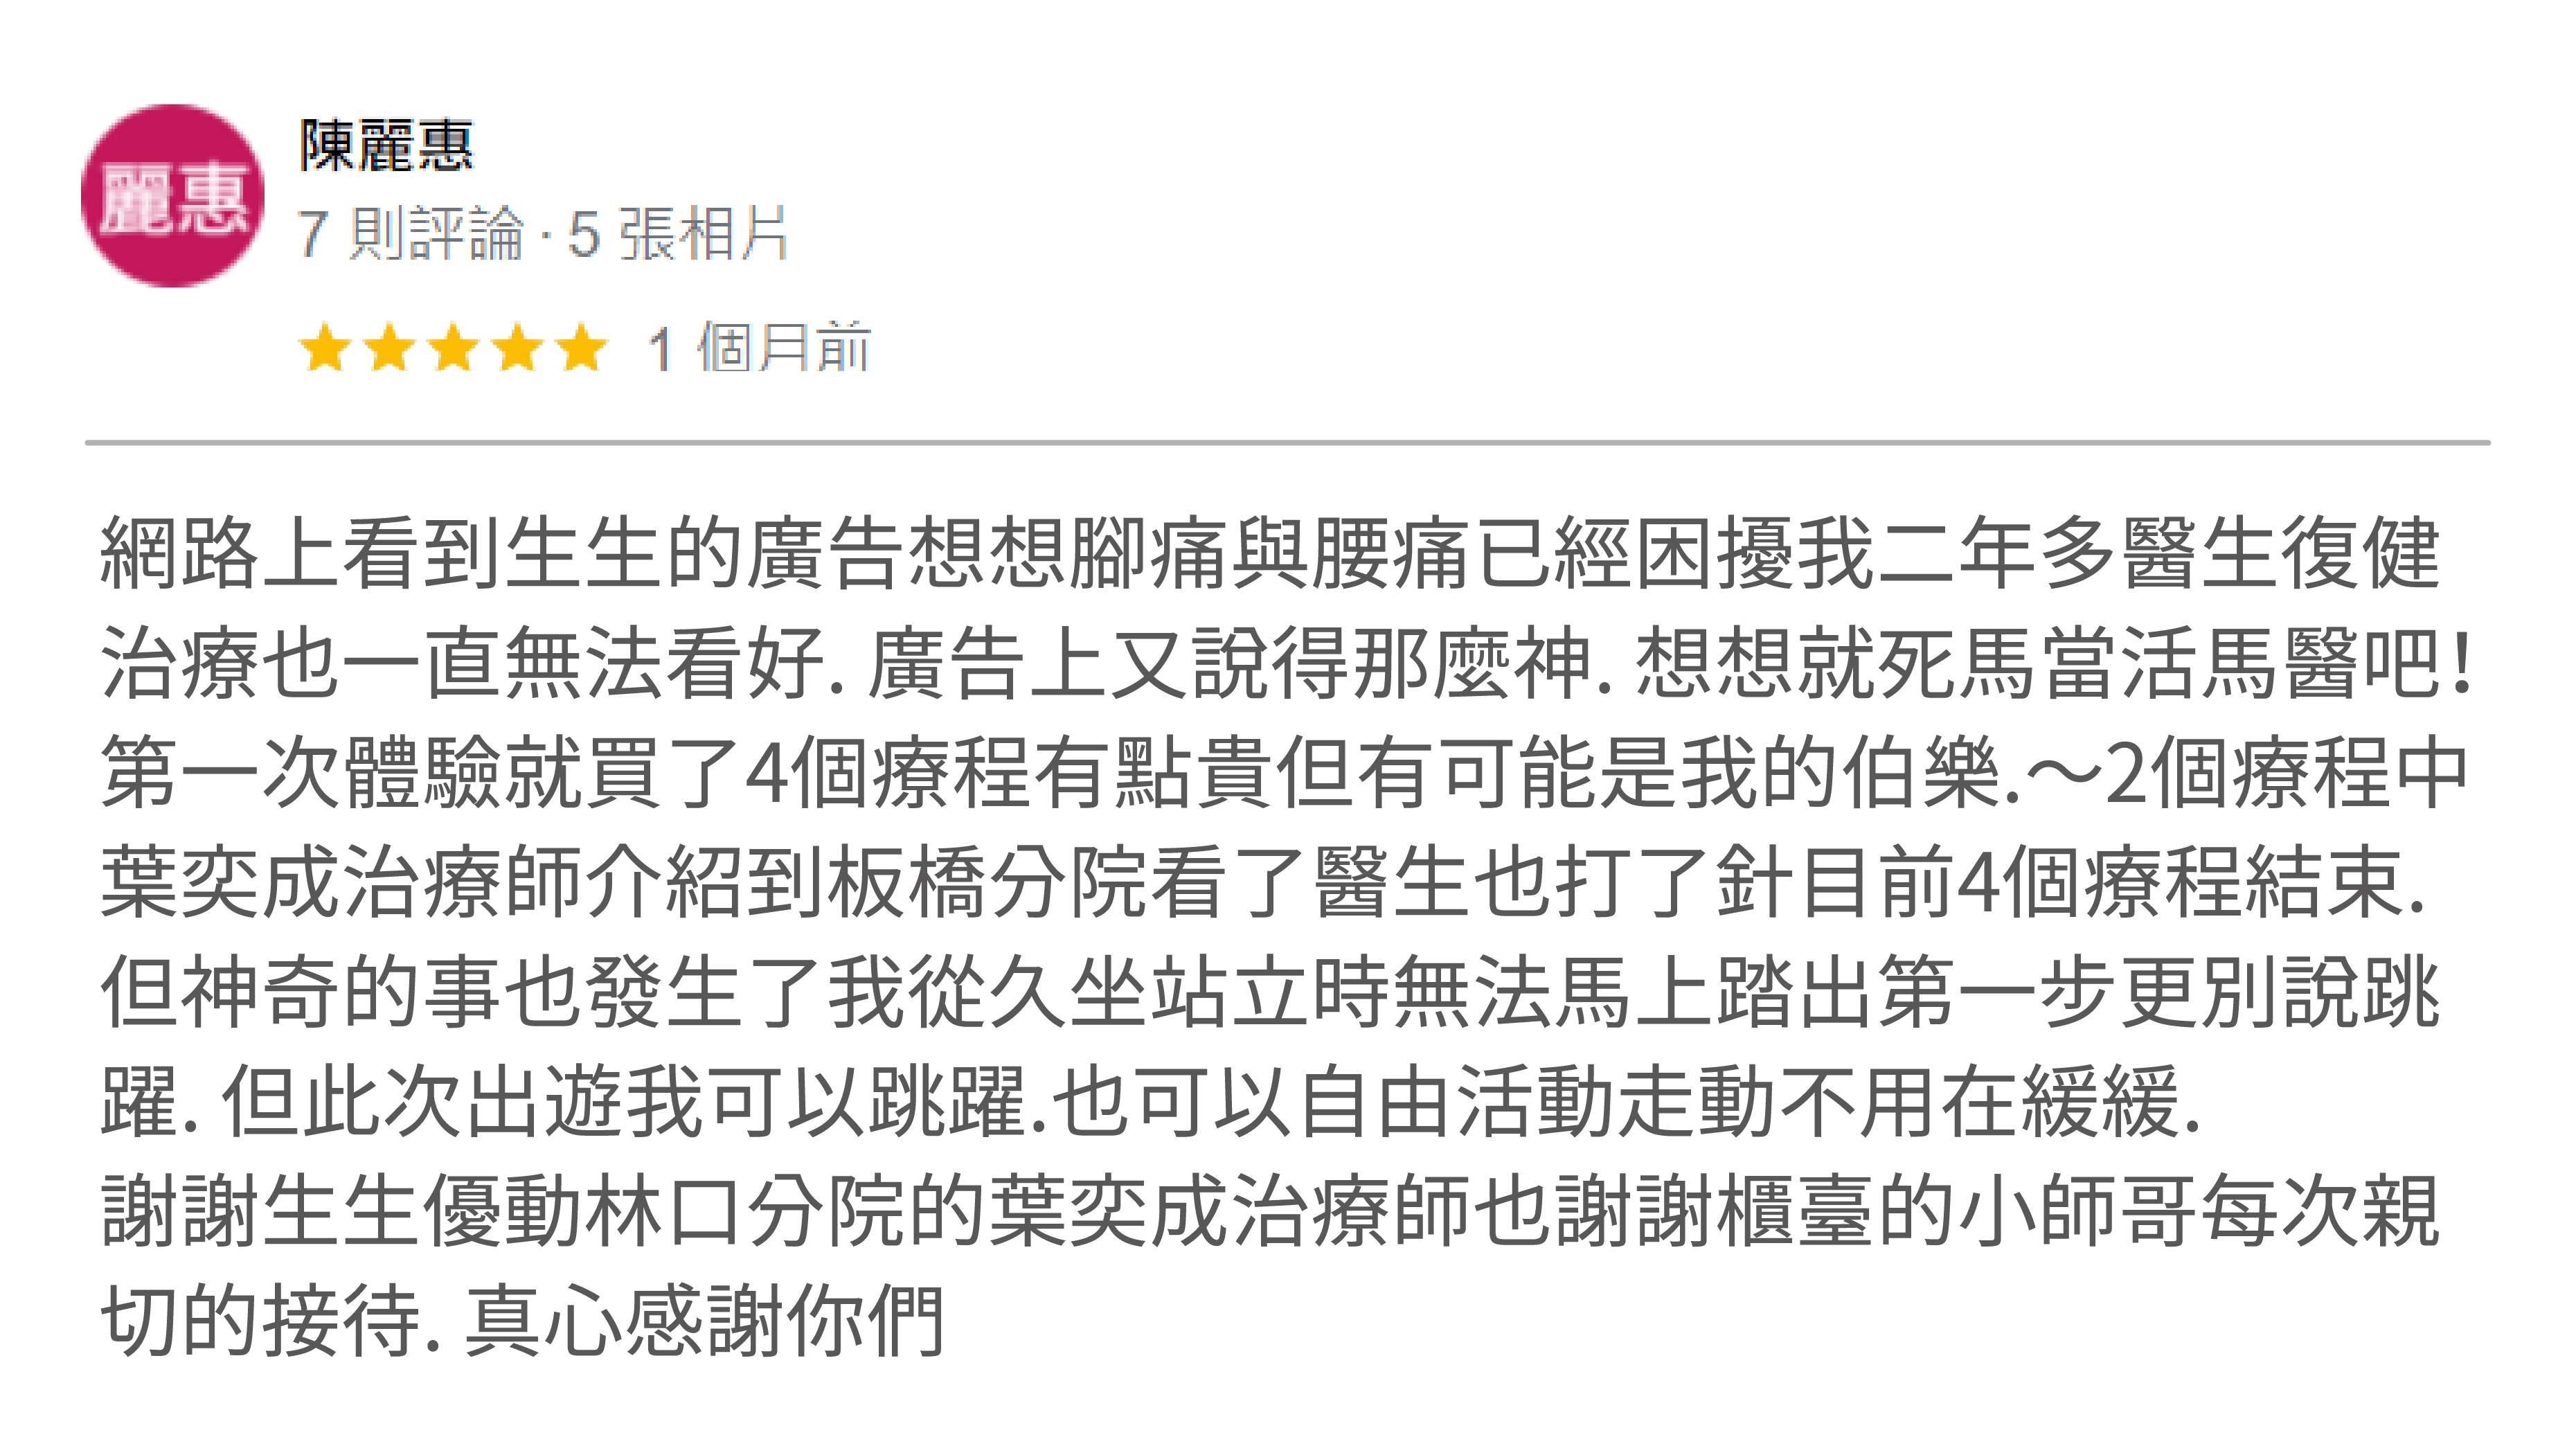 麗惠
陳麗惠
7 則評論 · 5 張相片
1 個月前
網路上看到生生的廣告想想腳痛與腰痛已經困擾我二年多醫生復健
治療也一直無法看好. 廣告上又說得那麼神. 想想就死馬當活馬醫吧!
第一次體驗就買了4個療程有點貴但有可能是我的伯樂.～2個療程中
葉奕成治療師介紹到板橋分院看了醫生也打了針目前4個療程結束.
但神奇的事也發生了我從久坐站立時無法馬上踏出第一步更別說跳
躍. 但此次出遊我可以跳躍.也可以自由活動走動不用在緩緩.
謝謝生生優動林口分院的葉奕成治療師也謝謝櫃臺的小師哥每次親
切的接待. 真心感謝你們